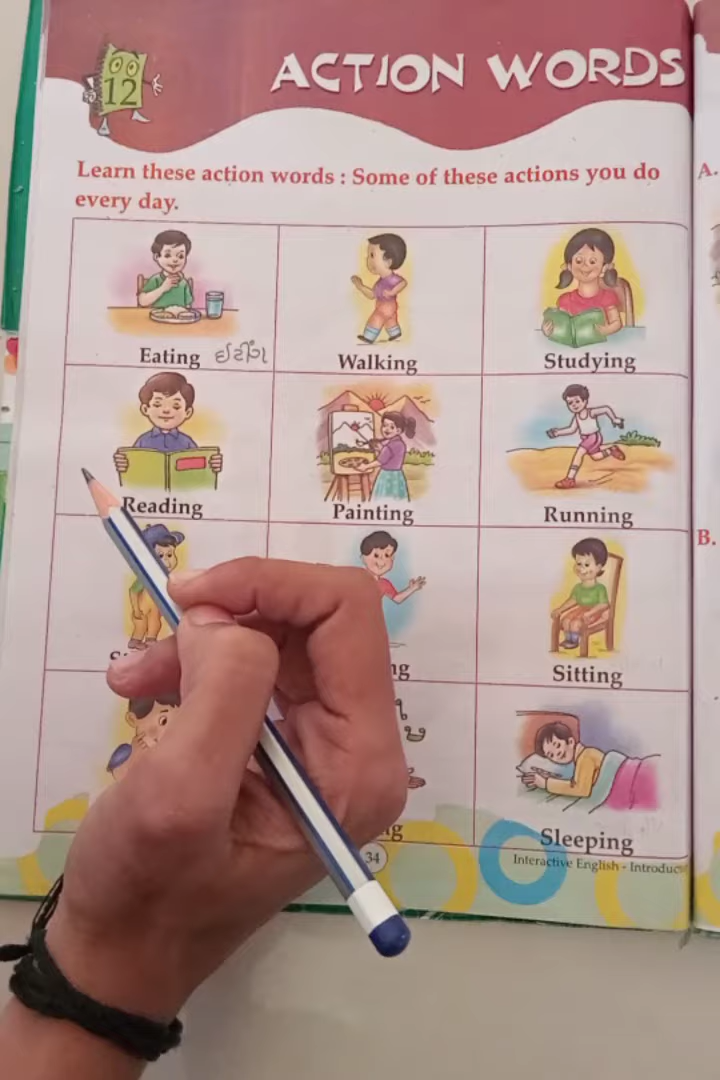 12
ACTION WORDS
Learn these action words : Some of these actions you do
every day.
Eating ઈટીંગ
Walking
Studying
Reading
Painting
Running
Sitting
Sleeping
34
Interactive English - Introduc
A.
B.